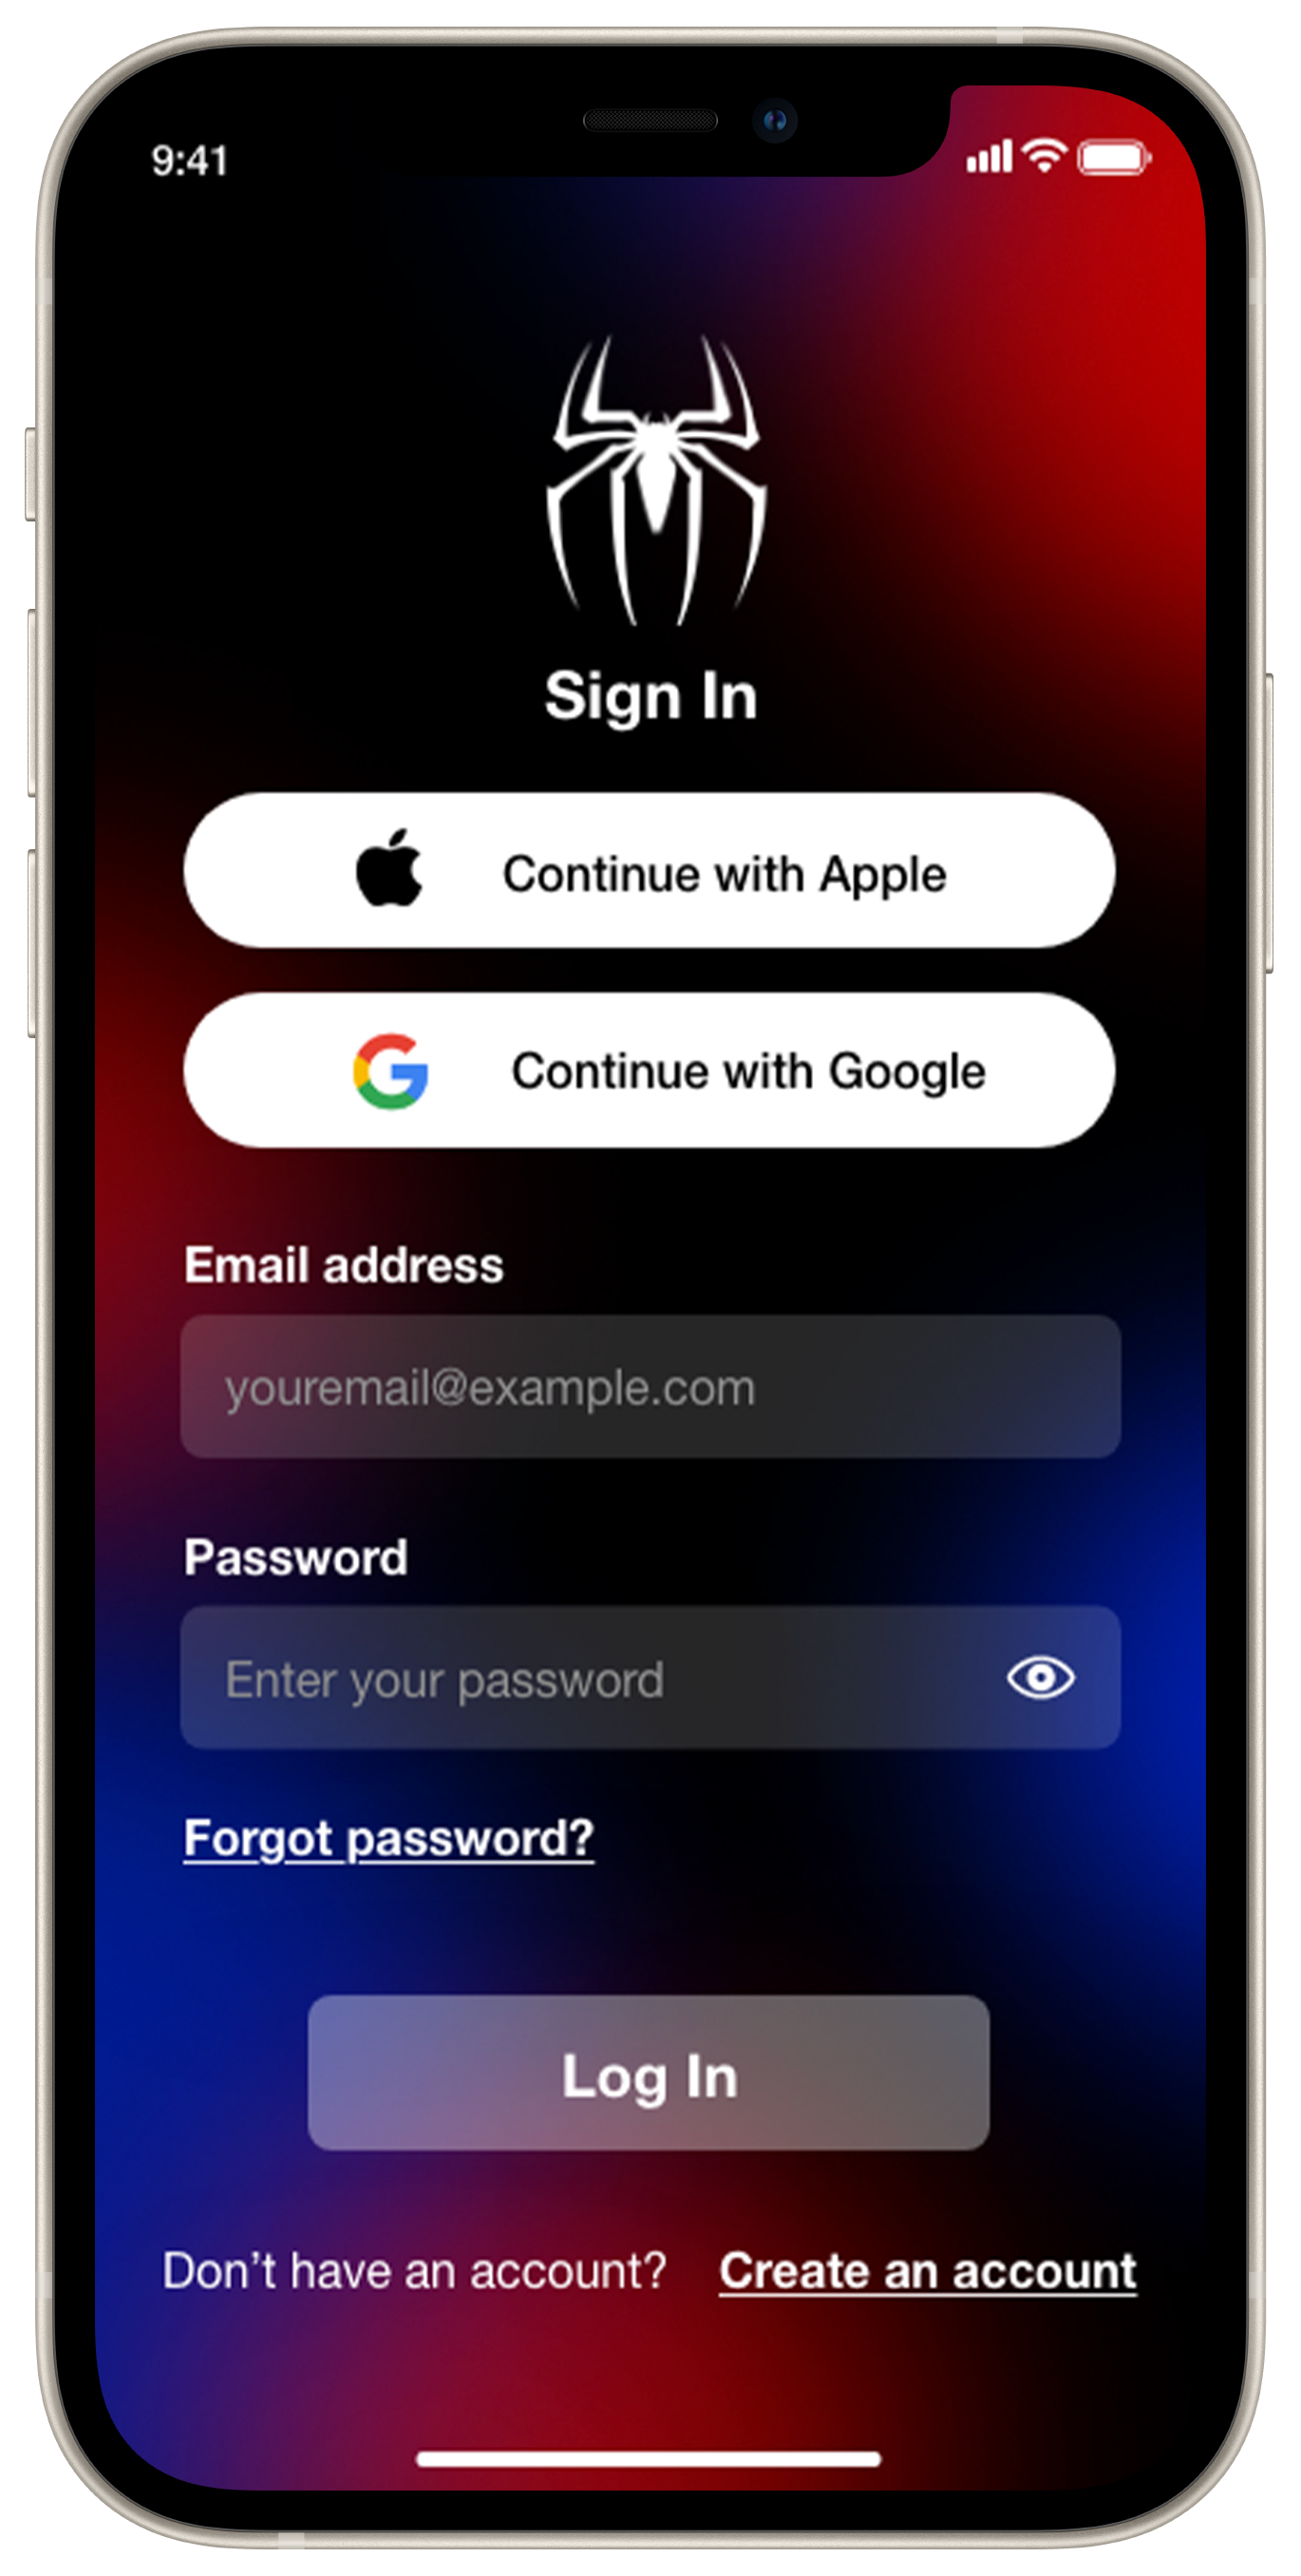 9:41
Sign In
Continue with Apple
Continue with Google
Email address
youremail@example.com
Password
Enter your password
Forgot password?
Log In
Don’t have an account? Create an account